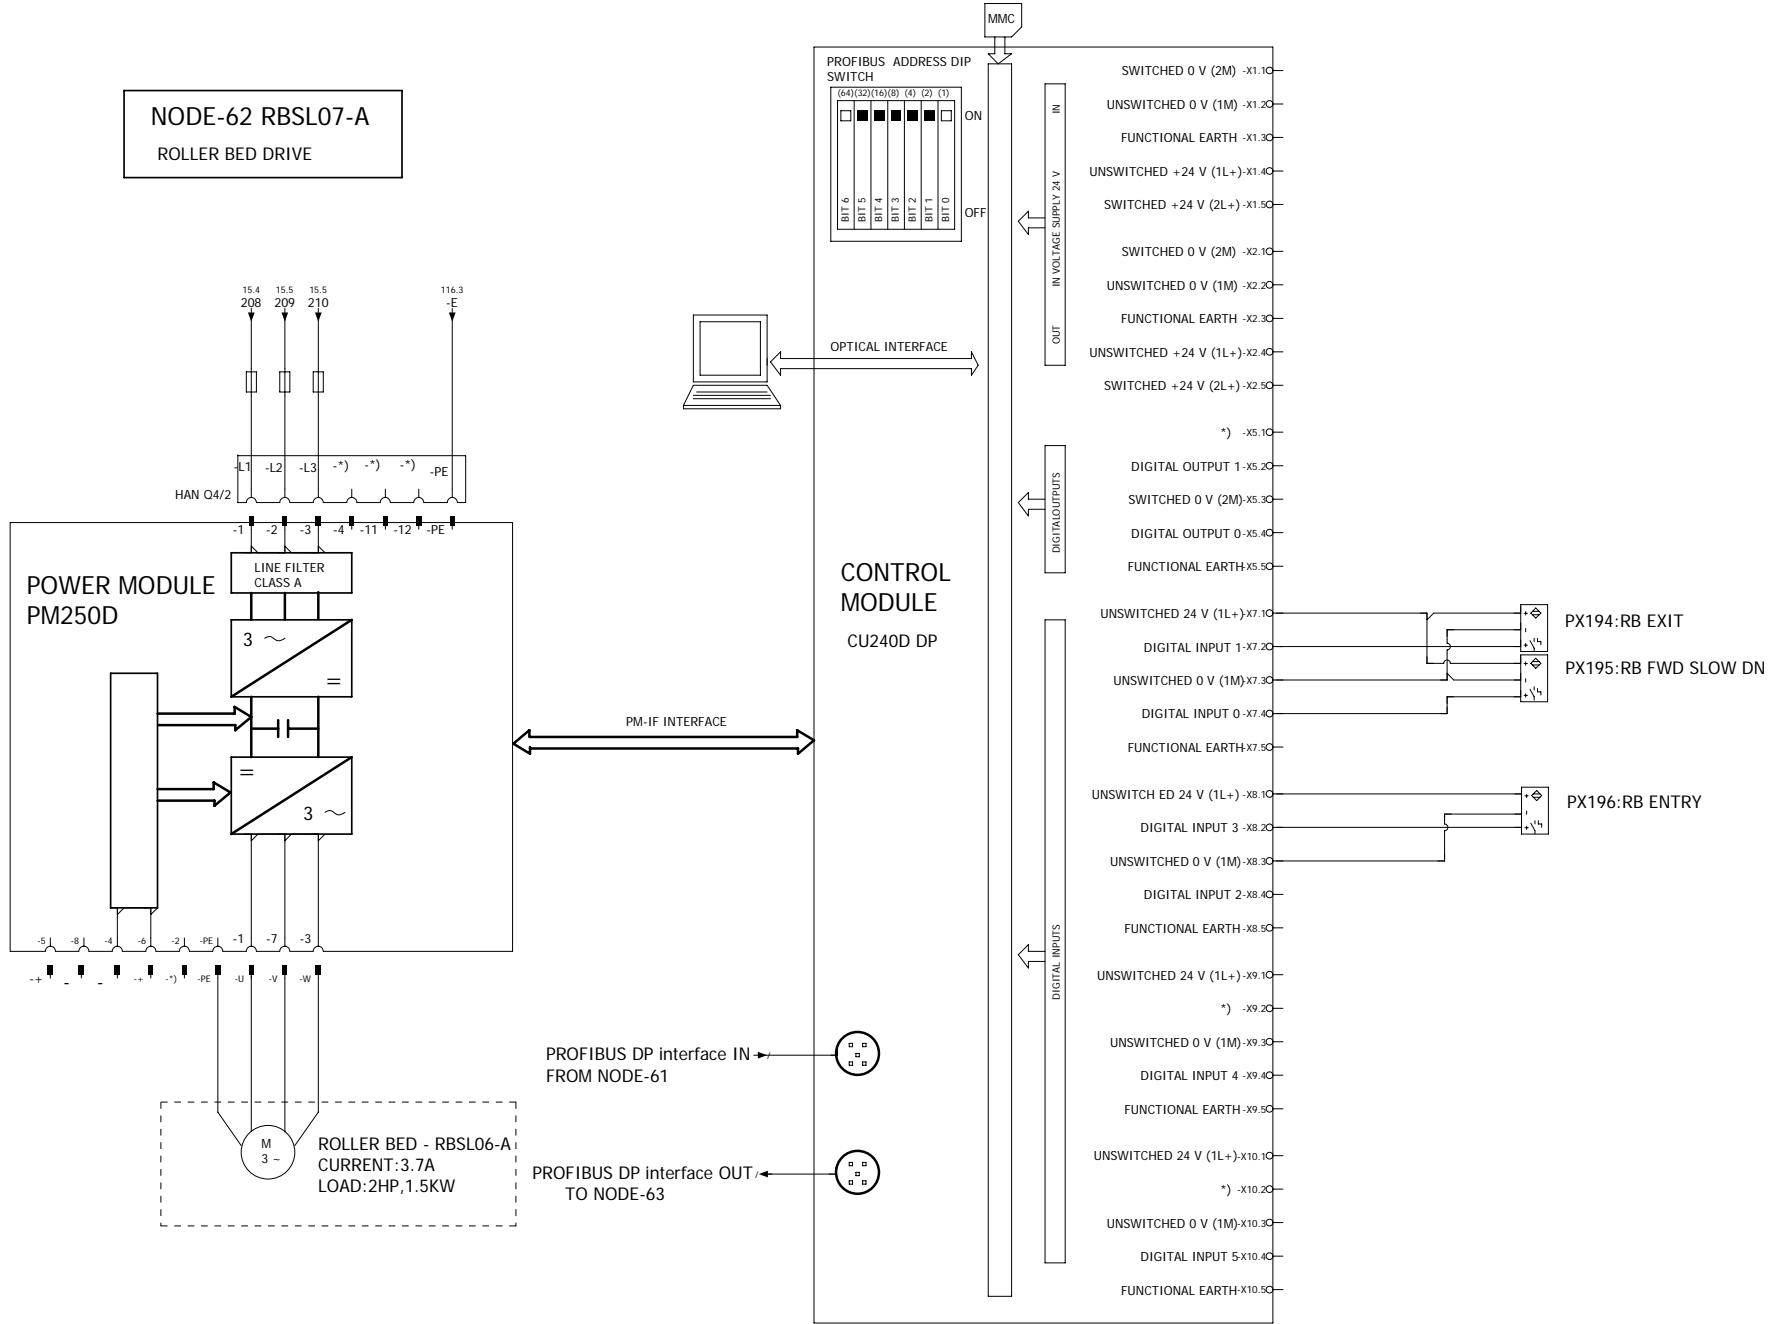 MMC
NODE-62 RBSL07-A
ROLLER BED DRIVE
PROFIBUS ADDRESS DIP
SWITCH
(64)(32)(16)(8) (4) (2) (1)
ON
BIT 6 BIT 5 BIT 4 BIT 3 BIT 2 BIT 1 BIT 0
OFF
IN
IN VOLTAGE SUPPLY 24 V
OUT
SWITCHED 0 V (2M) -X1.1
UNSWITCHED 0 V (1M) -X1.2
FUNCTIONAL EARTH -X1.3
UNSWITCHED +24 V (1L+)-X1.4
SWITCHED +24 V (2L+) -X1.5
SWITCHED 0 V (2M) -X2.1
UNSWITCHED 0 V (1M) -X2.2
FUNCTIONAL EARTH -X2.3
UNSWITCHED +24 V (1L+)-X2.4
SWITCHED +24 V (2L+) -X2.5
15.4 15.5 15.5 116.3
208 209 210 -E
OPTICAL INTERFACE
-L1 -L2 -L3 -*) -*) -*) -PE
HAN Q4/2
-1 -2 -3 -4 -11 -12 -PE
POWER MODULE
PM250D
LINE FILTER
CLASS A
3 ~
=
=
3 ~
PM-IF INTERFACE
CONTROL
MODULE
CU240D DP
DIGITALOUTPUTS
*) -X5.1
DIGITAL OUTPUT 1-X5.2
SWITCHED 0 V (2M)-X5.3
DIGITAL OUTPUT 0-X5.4
FUNCTIONAL EARTH-X5.5
DIGITAL INPUTS
UNSWITCHED 24 V (1L+)-X7.1
DIGITAL INPUT 1-X7.2
UNSWITCHED 0 V (1M)-X7.3
DIGITAL INPUT 0-X7.4
FUNCTIONAL EARTH-X7.5
+
-
+
PX194:RB EXIT
+
-
+
PX195:RB FWD SLOW DN
UNSWITCH ED 24 V (1L+) -X8.1
DIGITAL INPUT 3 -X8.2
UNSWITCHED 0 V (1M)-X8.3
DIGITAL INPUT 2-X8.4
FUNCTIONAL EARTH -X8.5
+
-
+
PX196:RB ENTRY
UNSWITCHED 24 V (1L+) -X9.1
*) -X9.2
UNSWITCHED 0 V (1M)-X9.3
DIGITAL INPUT 4 -X9.4
FUNCTIONAL EARTH -X9.5
UNSWITCHED 24 V (1L+)-X10.1
*) -X10.2
UNSWITCHED 0 V (1M)-X10.3
DIGITAL INPUT 5-X10.4
FUNCTIONAL EARTH-X10.5
-5 -8 -4 -6 -2 -PE -1 -7 -3
-+ - - -+ -*) -PE -U -V -W
M
3 ~
ROLLER BED - RBSL06-A
CURRENT:3.7A
LOAD:2HP,1.5KW
PROFIBUS DP interface IN
FROM NODE-61
PROFIBUS DP interface OUT
TO NODE-63